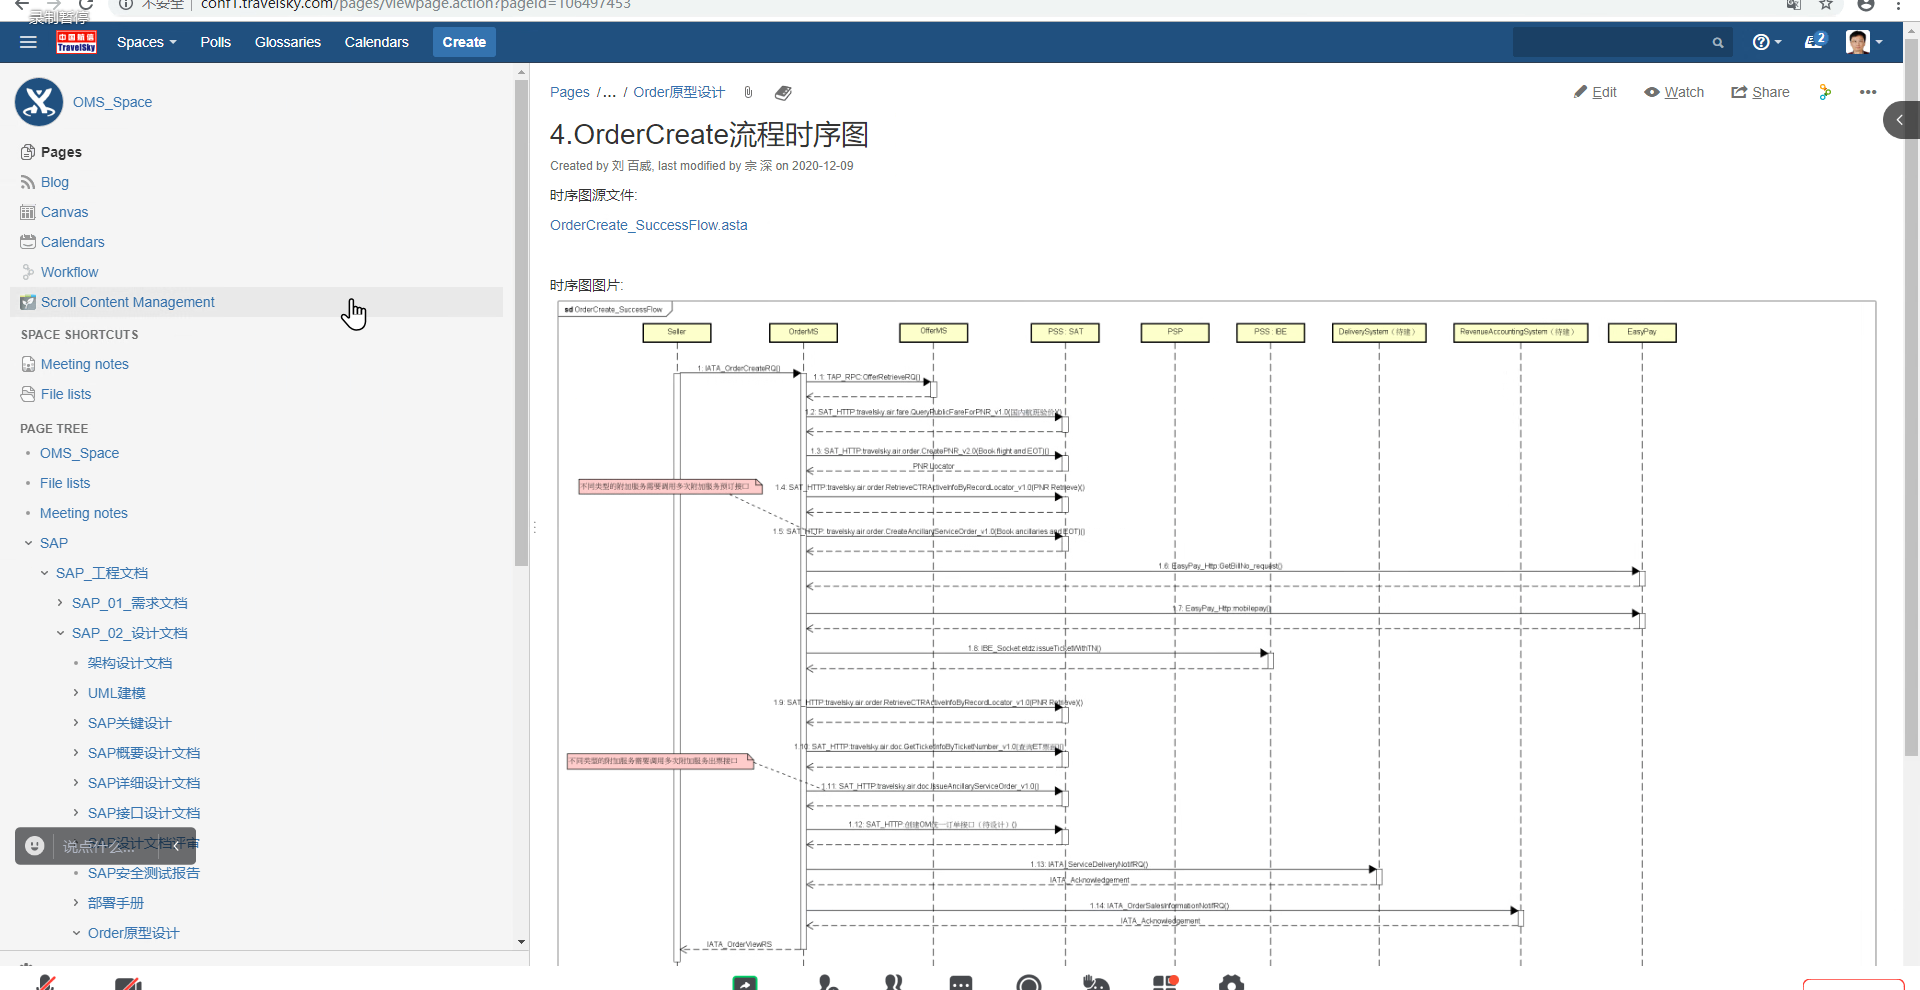 不安全 | conf1.travelsky.com/pages/viewpage.action?pageId=106497453
录制暂停
中国航信
TravelSky
Spaces
Polls
Glossaries
Calendars
Create
2
OMS_Space
Pages
Blog
Canvas
Calendars
Workflow
Scroll Content Management
SPACE SHORTCUTS
Meeting notes
File lists
PAGE TREE
OMS_Space
File lists
Meeting notes
SAP
SAP_工程文档
SAP_01_需求文档
SAP_02_设计文档
架构设计文档
UML建模
SAP关键设计
SAP概要设计文档
SAP详细设计文档
SAP接口设计文档
SAP设计文档评审
说点什么...
SAP安全测试报告
部署手册
Order原型设计
Pages /... / Order原型设计
Edit
Watch
Share
4.OrderCreate流程时序图
Created by 刘 百威, last modified by 宗 深 on 2020-12-09
时序图源文件:
OrderCreate_SuccessFlow.asta
时序图图片:
sd OrderCreate_SuccessFlow
Seller
OrderMS
OfferMS
PSS : SAT
PSP
PSS : IBE
DeliverySystem（待建）
RevenueAccountingSystem（待建）
EasyPay
1: IATA_OrderCreateRQ()
1.1: TAP_RPC:OfferRetrieveRQ()
1.2: SAT_HTTP:travelsky.air.fare.QueryPublicFareForPNR_v1.0(国内航班验价)()
1.3: SAT_HTTP:travelsky.air.order.CreatePNR_v2.0(Book flight and EOT)()
PNR Locator
不同类型的附加服务需要调用多次附加服务预订接口
1.4: SAT_HTTP:travelsky.air.order.RetrieveCTRActiveInfoByRecordLocator_v1.0(PNR Retrieve)()
1.5: SAT_HTTP: travelsky.air.order.CreateAncillaryServiceOrder_v1.0(Book ancillaries and EOT)()
1.6: EasyPay_Http:GetBillNo_request()
1.7: EasyPay_Http:mobilepay()
1.8: IBE_Socket:etdz.issueTicketWithTN()
1.9: SAT_HTTP:travelsky.air.order.RetrieveCTRActiveInfoByRecordLocator_v1.0(PNR Retrieve)()
1.10: SAT_HTTP:travelsky.air.doc.GetTicketInfoByTicketNumber_v1.0(查询ET票面)()
不同类型的附加服务需要调用多次附加服务出票接口
1.11: SAT_HTTP:travelsky.air.doc.IssueAncillaryServiceOrder_v1.0()
1.12: SAT_HTTP:创建OM统一订单接口（待设计）()
1.13: IATA_ServiceDeliveryNotifRQ()
IATA_Acknowledgement
1.14: IATA_OrderSalesInformationNotifRQ()
IATA_Acknowledgement
IATA_OrderViewRS